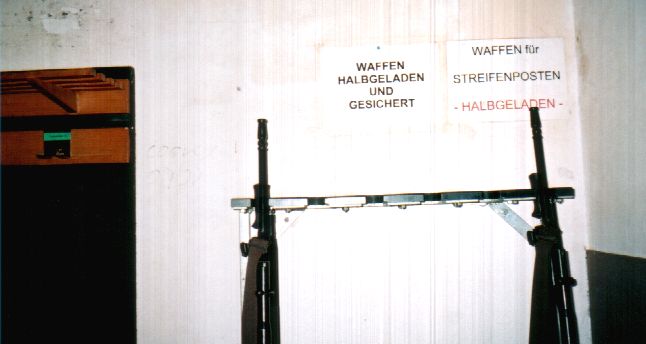 WAFFEN
HALBGELADEN
UND
GESICHERT
WAFFEN für
STREIFENPOSTEN
- HALBGELADEN -